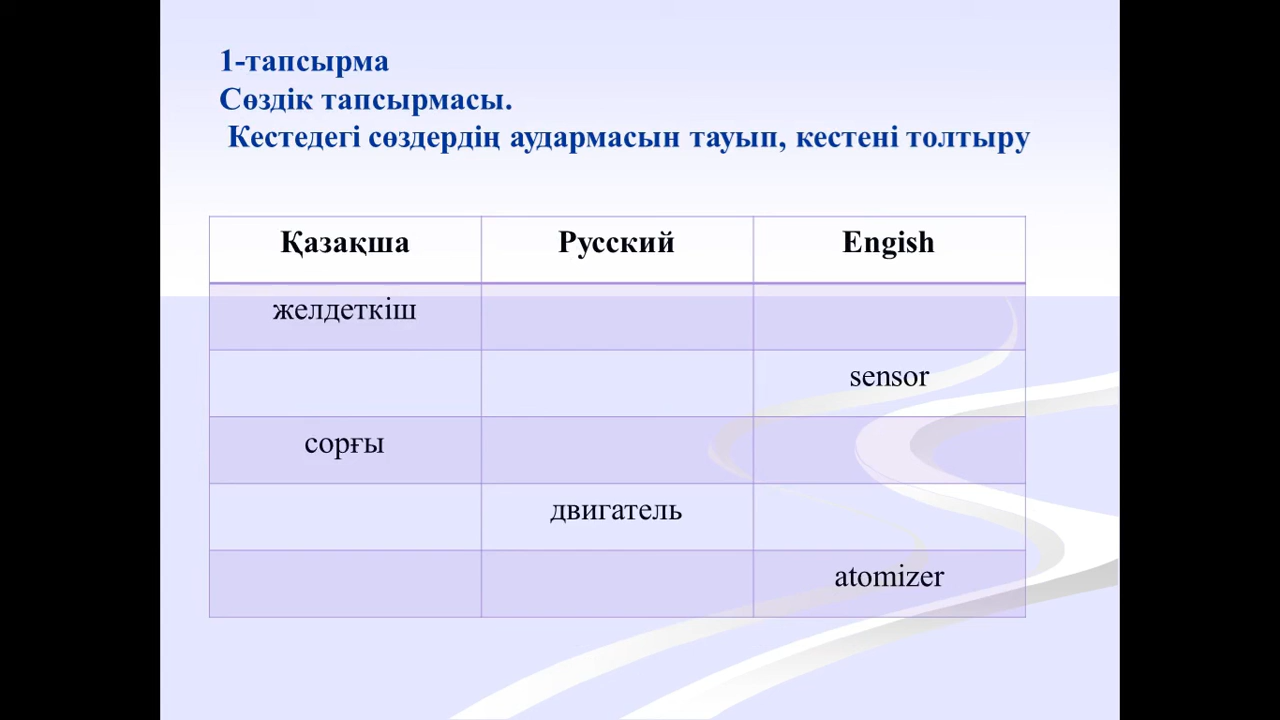 1-тапсырма
Сөздік тапсырмасы.
Кестедегі сөздердің аудармасын тауып, кестені толтыру
Қазақша Русский Engish
желдеткіш
sensor
сорғы
двигатель
atomizer